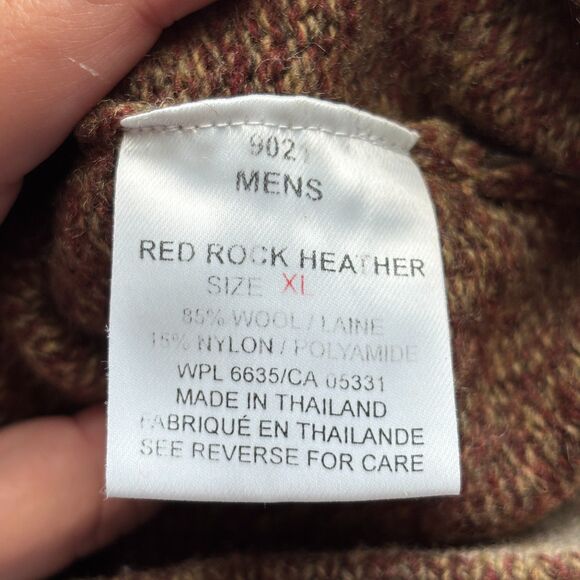 9021
MENS
RED ROCK HEATHER
SIZE XL
85% WOOL / LAINE
15% NYLON / POLYAMIDE
WPL 6635/CA 05331
MADE IN THAILAND
FABRIQUÉ EN THAILANDE
SEE REVERSE FOR CARE